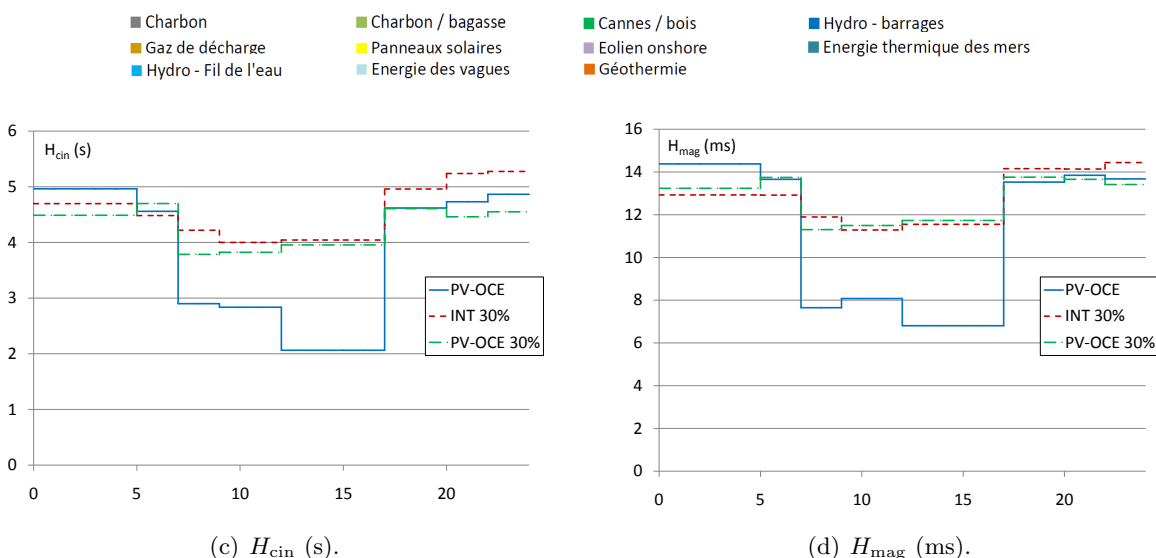 Charbon Charbon / bagasse Cannes / bois Hydro - barrages
Gaz de décharge Panneaux solaires Eolien onshore Energie thermique des mers
Hydro - Fil de l'eau Energie des vagues Géothermie
6
5
4
3
2
1
0
H_cin (s)
PV-OCE
INT 30%
PV-OCE 30%
0 5 10 15 20
(c) H_cin (s).
16
14
12
10
8
6
4
2
0
H_mag (ms)
PV-OCE
INT 30%
PV-OCE 30%
0 5 10 15 20
(d) H_mag (ms).